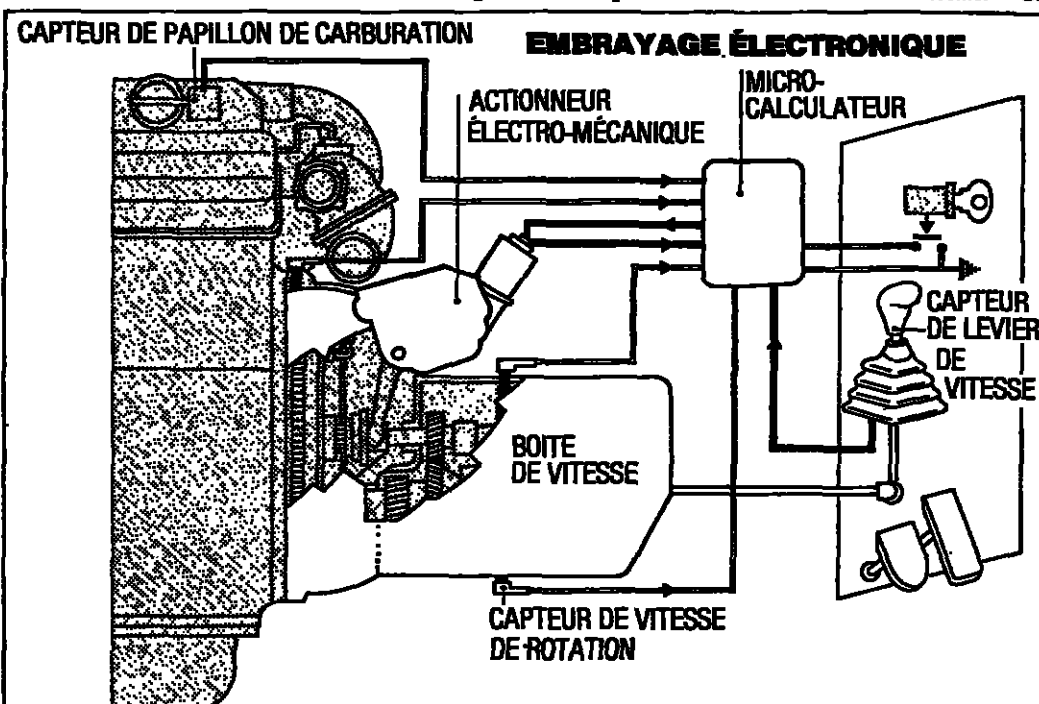 CAPTEUR DE PAPILLON DE CARBURATION
EMBRAYAGE ÉLECTRONIQUE
ACTIONNEUR
ÉLECTRO-MÉCANIQUE
MICRO-
CALCULATEUR
CAPTEUR
DE LEVIER
DE
VITESSE
BOITE
DE VITESSE
CAPTEUR DE VITESSE
DE ROTATION